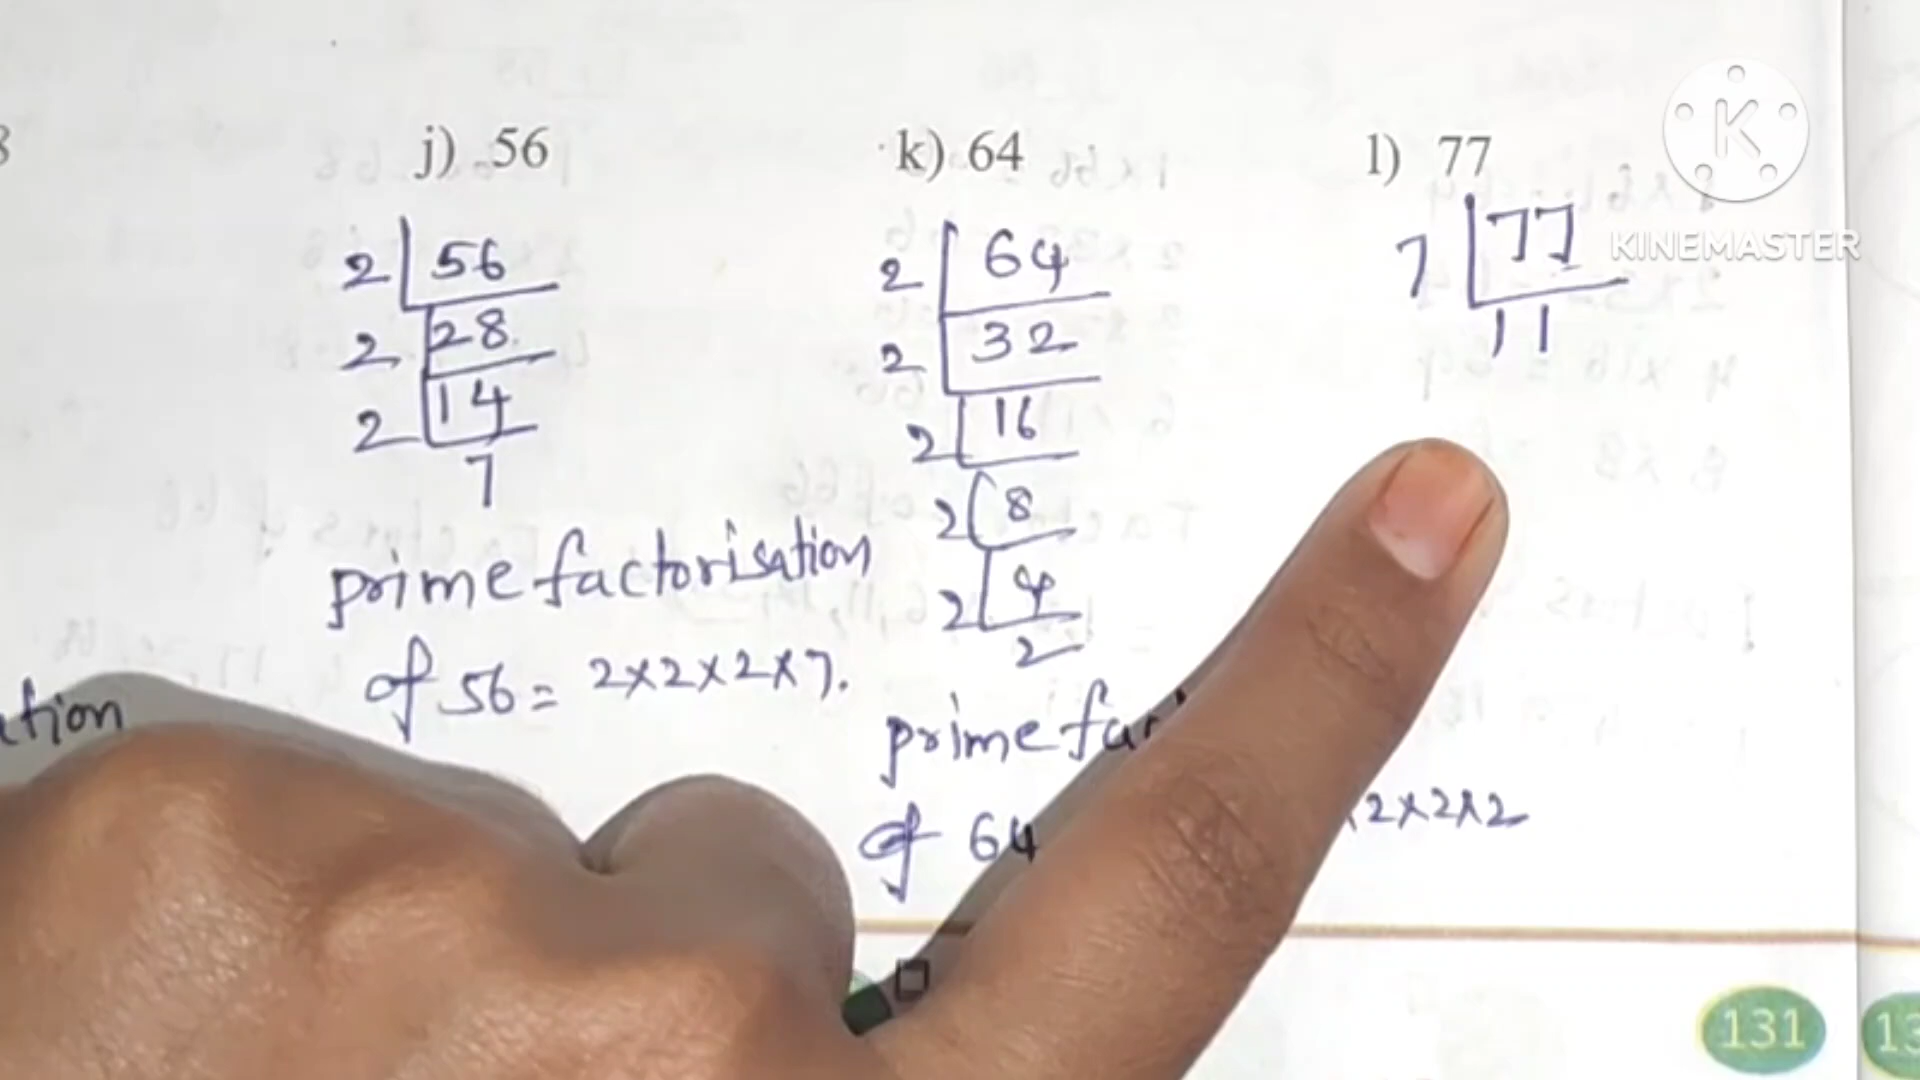 j) 56
k) 64
l) 77
KINEMASTER
2 56
2 28
2 14
7
prime factorisation
of 56 = 2×2×2×7.
2 64
2 32
2 16
2 8
2 4
2
prime
of 64
2×2×2
7 77
11
131